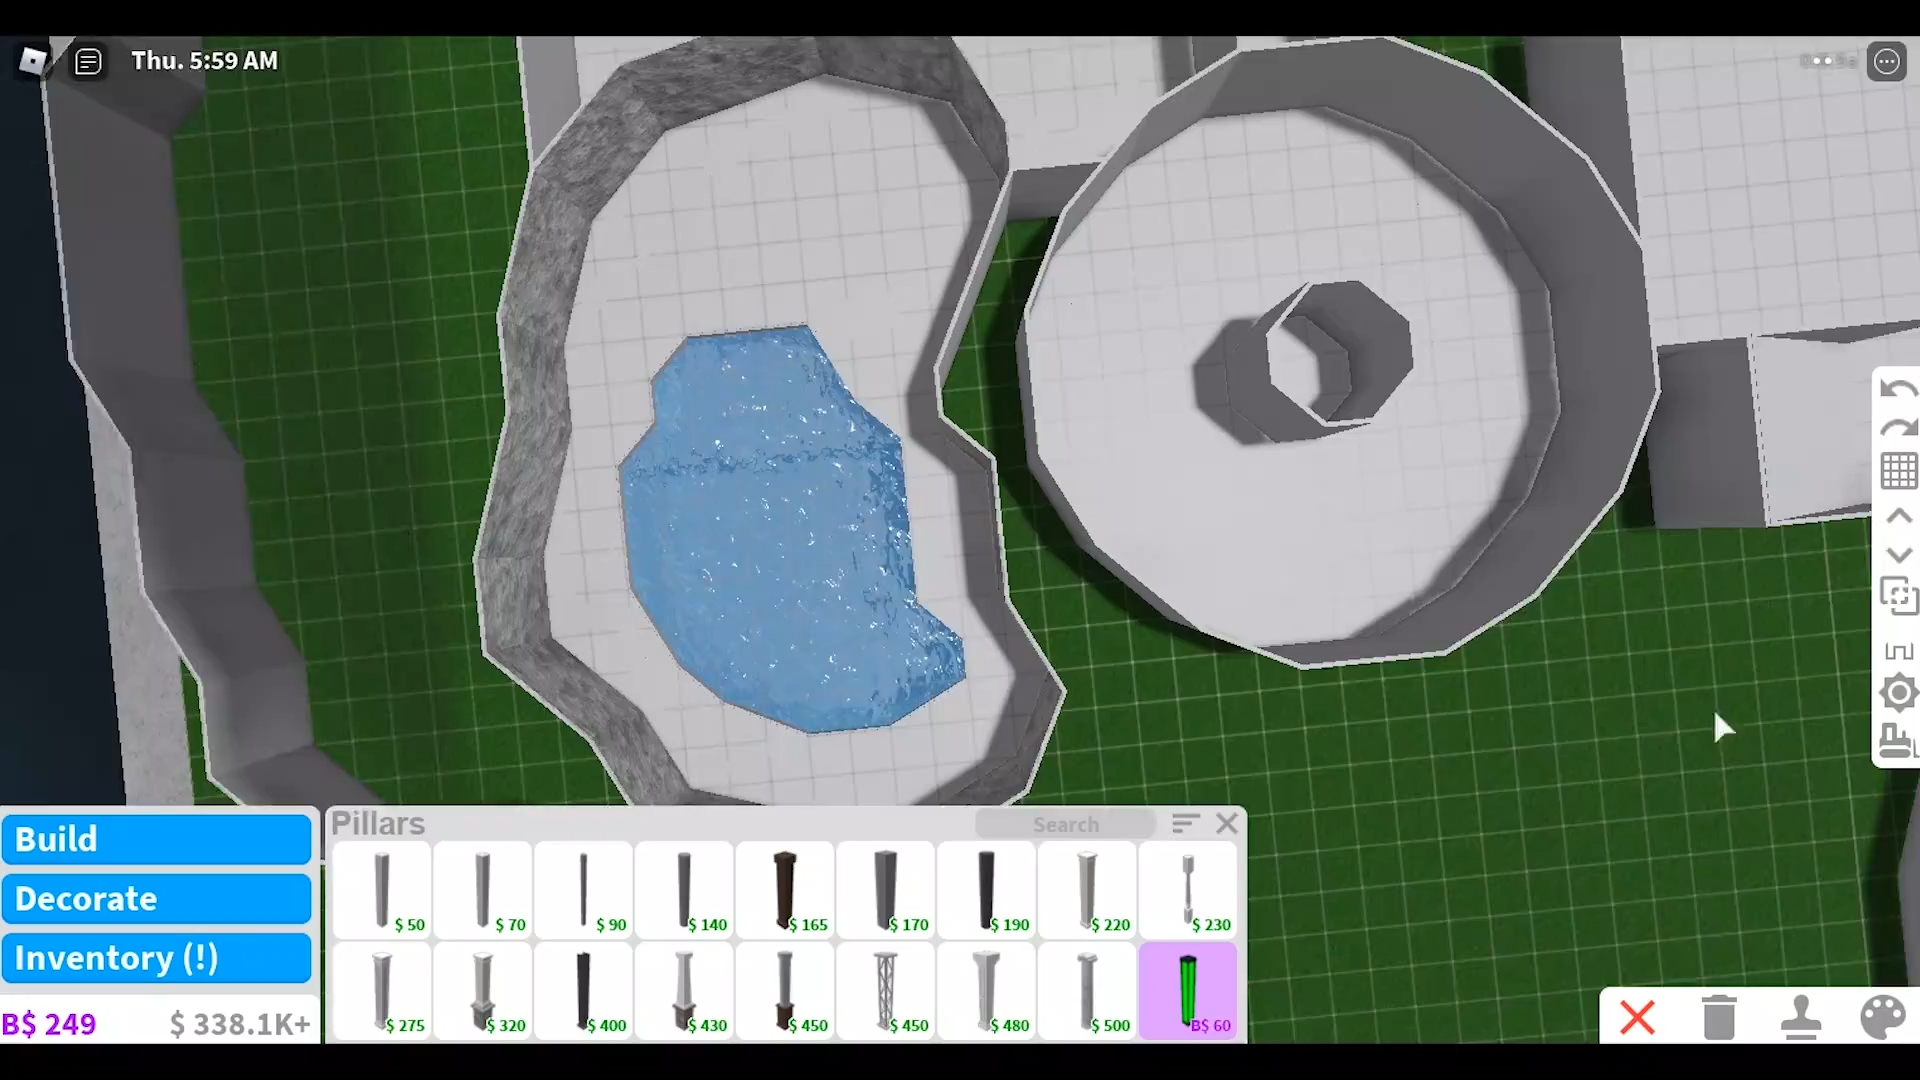 Thu. 5:59 AM
Build
Decorate
Inventory (!)
B$ 249 $ 338.1K+
Pillars Search
$ 50 $ 70 $ 90 $ 140 $ 165 $ 170 $ 190 $ 220 $ 230
$ 275 $ 320 $ 400 $ 430 $ 450 $ 450 $ 480 $ 500 B$ 60